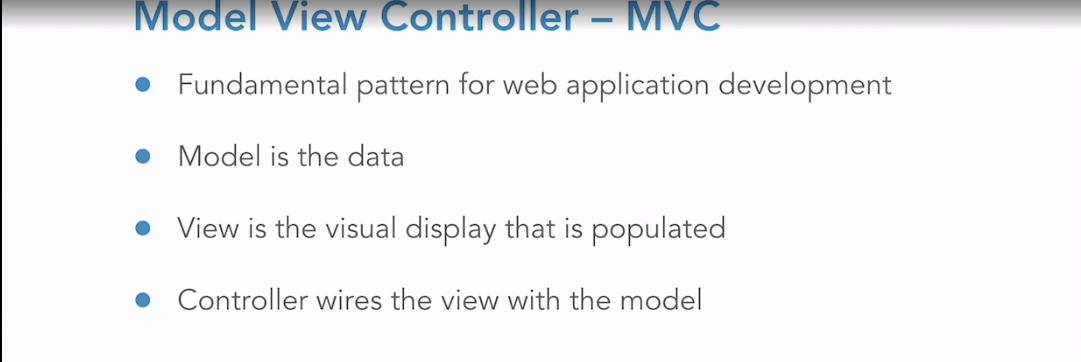 Model View Controller – MVC
● Fundamental pattern for web application development
● Model is the data
● View is the visual display that is populated
● Controller wires the view with the model